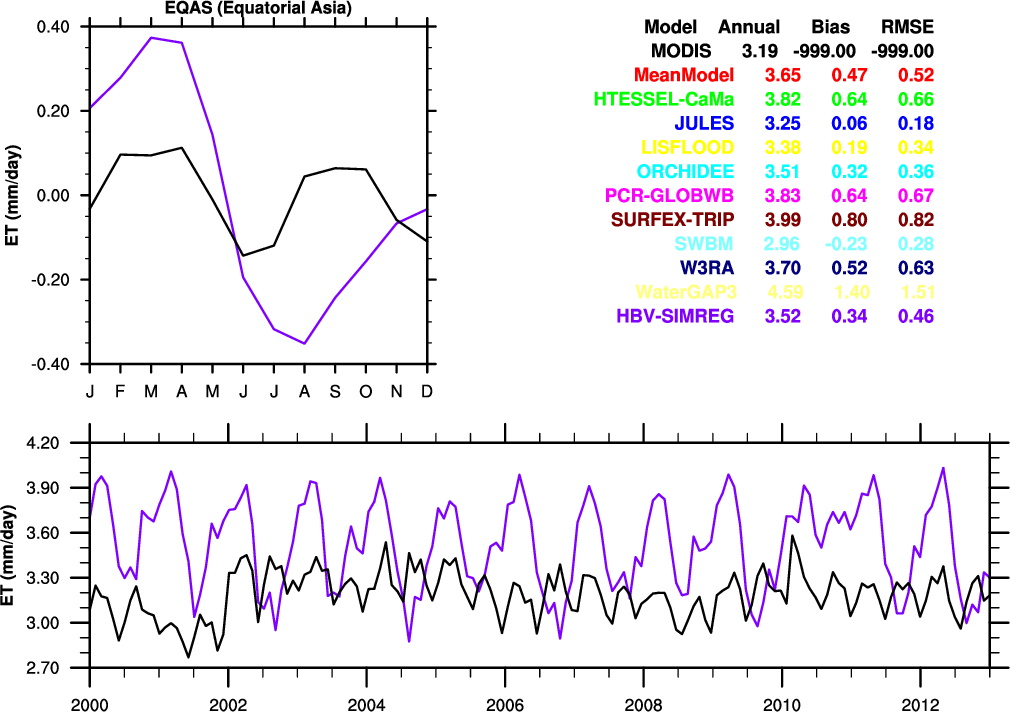 EQAS (Equatorial Asia)
0.40
0.20
0.00
-0.20
-0.40
ET (mm/day)
J F M A M J J A S O N D
Model Annual Bias RMSE
MODIS 3.19 -999.00 -999.00
MeanModel 3.65 0.47 0.52
HTESSEL-CaMa 3.82 0.64 0.66
JULES 3.25 0.06 0.18
LISFLOOD 3.38 0.19 0.34
ORCHIDEE 3.51 0.32 0.36
PCR-GLOBWB 3.83 0.64 0.67
SURFEX-TRIP 3.99 0.80 0.82
SWBM 2.96 -0.23 0.28
W3RA 3.70 0.52 0.63
WaterGAP3 4.59 1.40 1.51
HBV-SIMREG 3.52 0.34 0.46
4.20
3.90
3.60
3.30
3.00
2.70
ET (mm/day)
2000 2002 2004 2006 2008 2010 2012